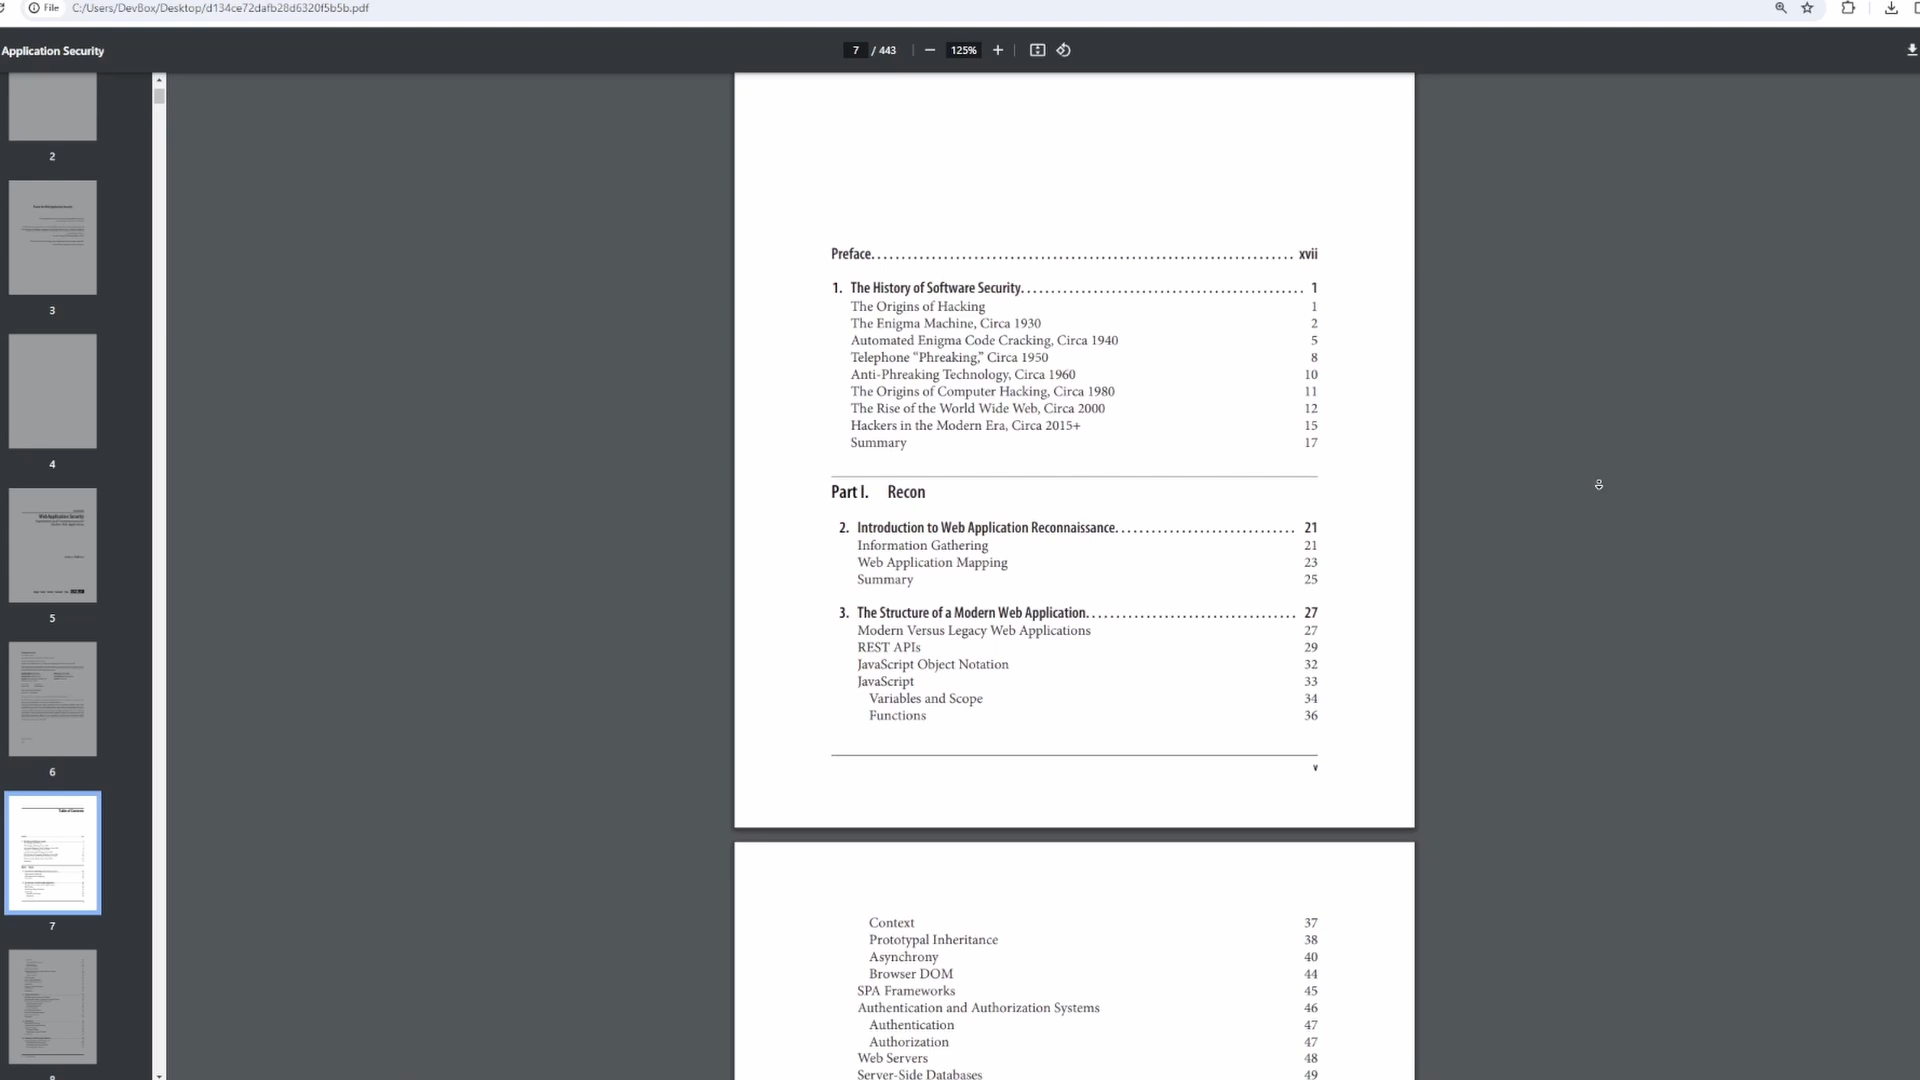 File
C:/Users/DevBox/Desktop/d134ce72dafb28d6320f5b5b.pdf
Application Security
7 / 443
125%
2
3
4
5
6
7
Preface. . . . . . . . . . . . . . . . . . . . xvii
1. The History of Software Security. . . . . . . . . . . . . . . . . . . . 1
The Origins of Hacking 1
The Enigma Machine, Circa 1930 2
Automated Enigma Code Cracking, Circa 1940 5
Telephone “Phreaking,” Circa 1950 8
Anti-Phreaking Technology, Circa 1960 10
The Origins of Computer Hacking, Circa 1980 11
The Rise of the World Wide Web, Circa 2000 12
Hackers in the Modern Era, Circa 2015+ 15
Summary 17
Part I. Recon
2. Introduction to Web Application Reconnaissance. . . . . . . . . . . . . . . . . . . . 21
Information Gathering 21
Web Application Mapping 23
Summary 25
3. The Structure of a Modern Web Application. . . . . . . . . . . . . . . . . . . . 27
Modern Versus Legacy Web Applications 27
REST APIs 29
JavaScript Object Notation 32
JavaScript 33
Variables and Scope 34
Functions 36
v
Context 37
Prototypal Inheritance 38
Asynchrony 40
Browser DOM 44
SPA Frameworks 45
Authentication and Authorization Systems 46
Authentication 47
Authorization 47
Web Servers 48
Server-Side Databases 49